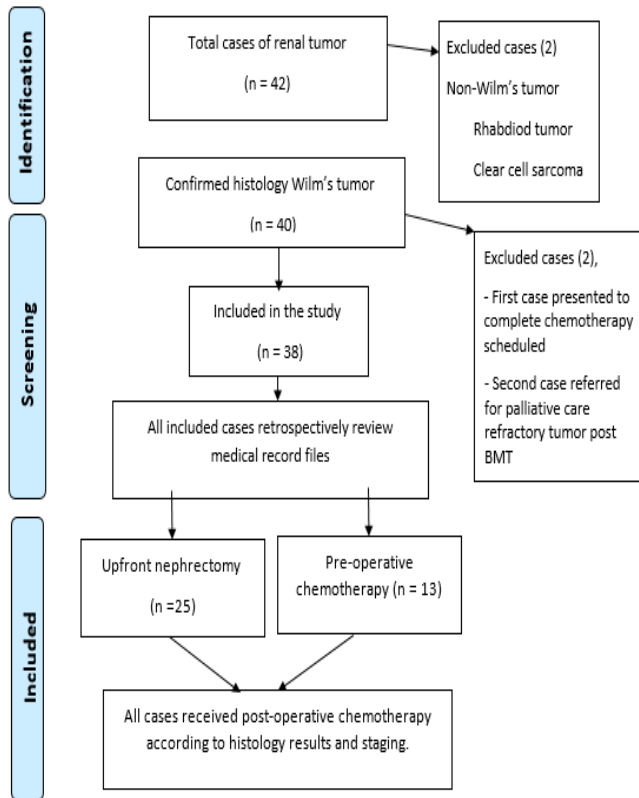 Identification
Total cases of renal tumor
(n = 42)
Excluded cases (2)
Non-Wilm's tumor
Rhabdiod tumor
Clear cell sarcoma
Confirmed histology Wilm's tumor
(n = 40)
Screening
Excluded cases (2),
- First case presented to
complete chemotherapy
scheduled
- Second case referred
for palliative care
refractory tumor post
BMT
Included in the study
(n = 38)
All included cases retrospectively review
medical record files
Included
Upfront nephrectomy
(n =25)
Pre-operative
chemotherapy (n = 13)
All cases received post-operative chemotherapy
according to histology results and staging.